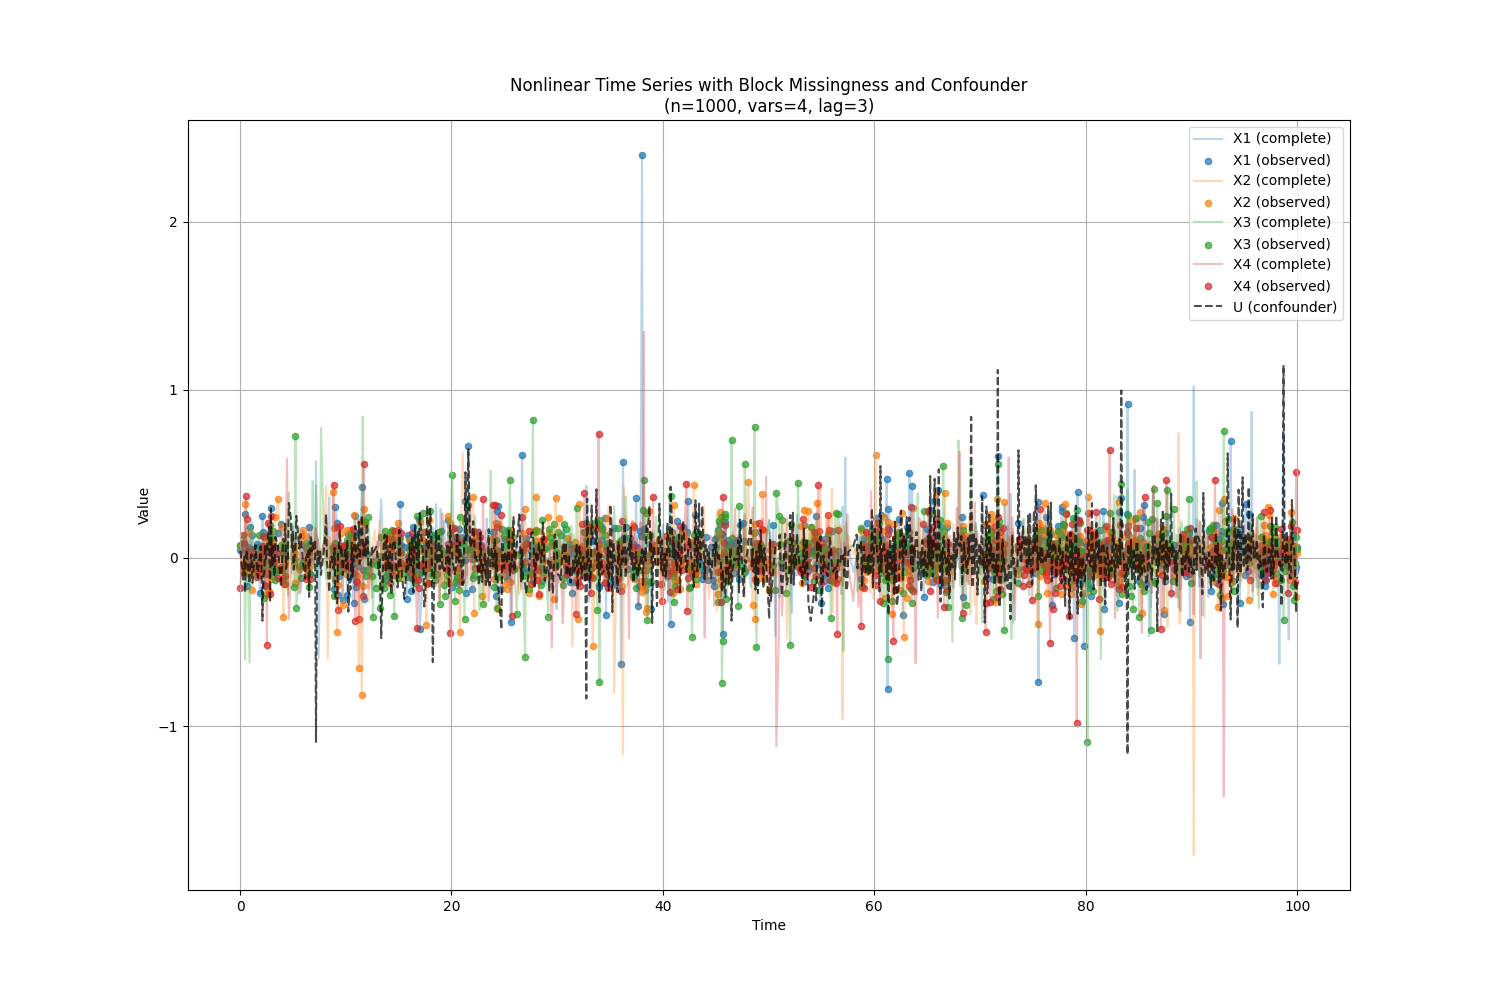 Nonlinear Time Series with Block Missingness and Confounder
(n=1000, vars=4, lag=3)
X1 (complete)
X1 (observed)
X2 (complete)
X2 (observed)
X3 (complete)
X3 (observed)
X4 (complete)
X4 (observed)
U (confounder)
Value
2
1
0
−1
0 20 40 60 80 100
Time